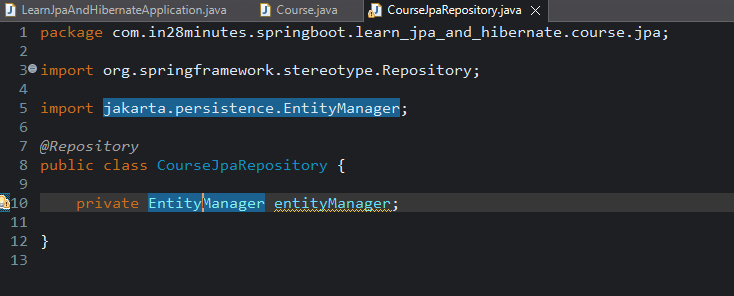 LearnJpaAndHibernateApplication.java Course.java CourseJpaRepository.java
1 package com.in28minutes.springboot.learn_jpa_and_hibernate.course.jpa;
2
3 import org.springframework.stereotype.Repository;
4
5 import jakarta.persistence.EntityManager;
6
7 @Repository
8 public class CourseJpaRepository {
9
10 private EntityManager entityManager;
11
12 }
13